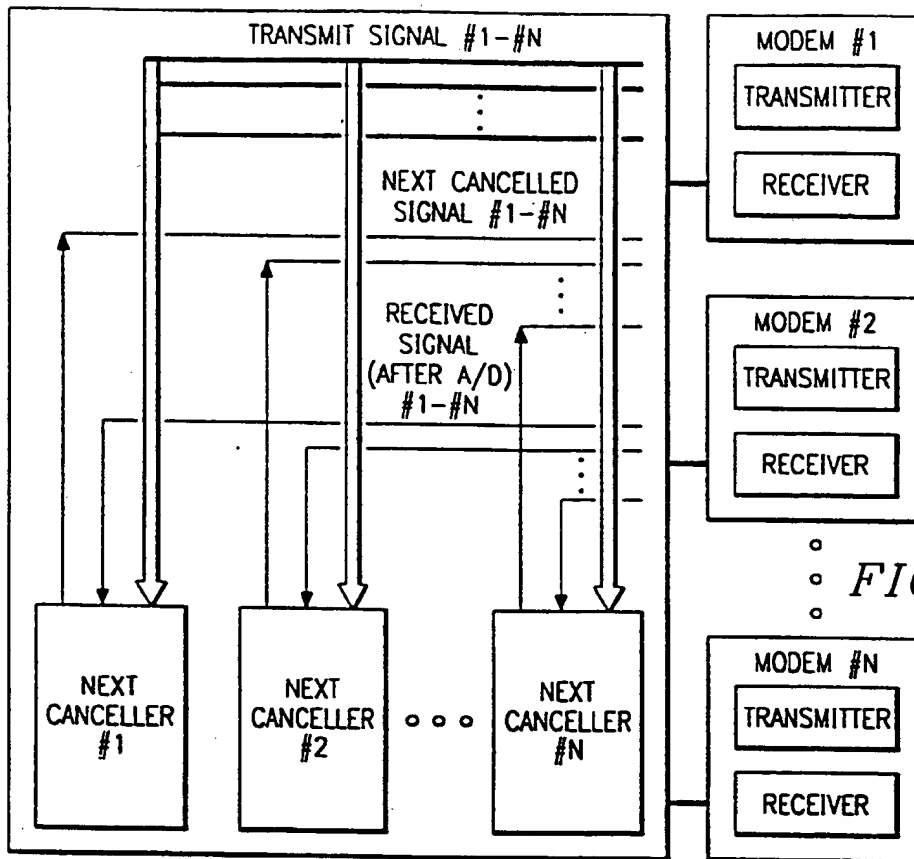 TRANSMIT SIGNAL #1-#N
NEXT CANCELLED
SIGNAL #1-#N
RECEIVED
SIGNAL
(AFTER A/D)
#1-#N
NEXT
CANCELLER
#1
NEXT
CANCELLER
#2
NEXT
CANCELLER
#N
MODEM #1
TRANSMITTER
RECEIVER
MODEM #2
TRANSMITTER
RECEIVER
FIG
MODEM #N
TRANSMITTER
RECEIVER